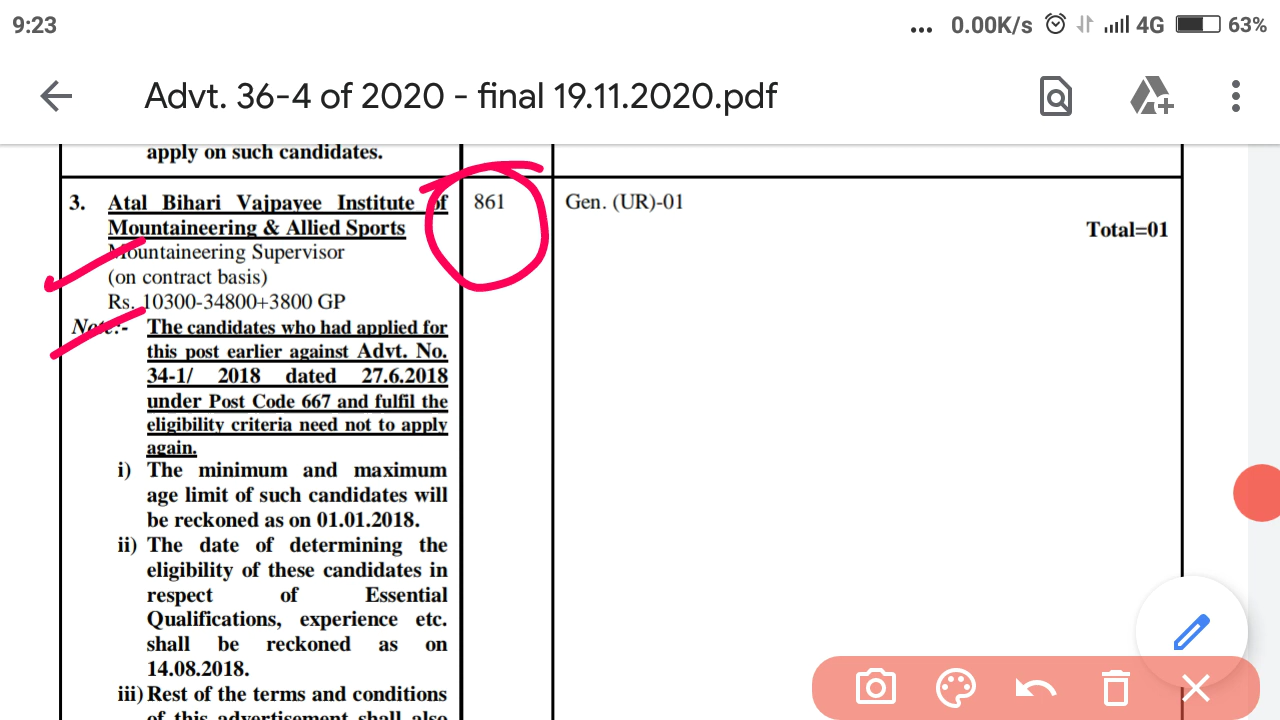 9:23
... 0.00K/s 4G 63%
Advt. 36-4 of 2020 - final 19.11.2020.pdf
apply on such candidates.
3. Atal Bihari Vajpayee Institute of 861 Gen. (UR)-01
Mountaineering & Allied Sports Total=01
Mountaineering Supervisor
(on contract basis)
Rs. 10300-34800+3800 GP
Note:- The candidates who had applied for
this post earlier against Advt. No.
34-1/ 2018 dated 27.6.2018
under Post Code 667 and fulfil the
eligibility criteria need not to apply
again.
i) The minimum and maximum
age limit of such candidates will
be reckoned as on 01.01.2018.
ii) The date of determining the
eligibility of these candidates in
respect of Essential
Qualifications, experience etc.
shall be reckoned as on
14.08.2018.
iii) Rest of the terms and conditions
of this advertisement shall also